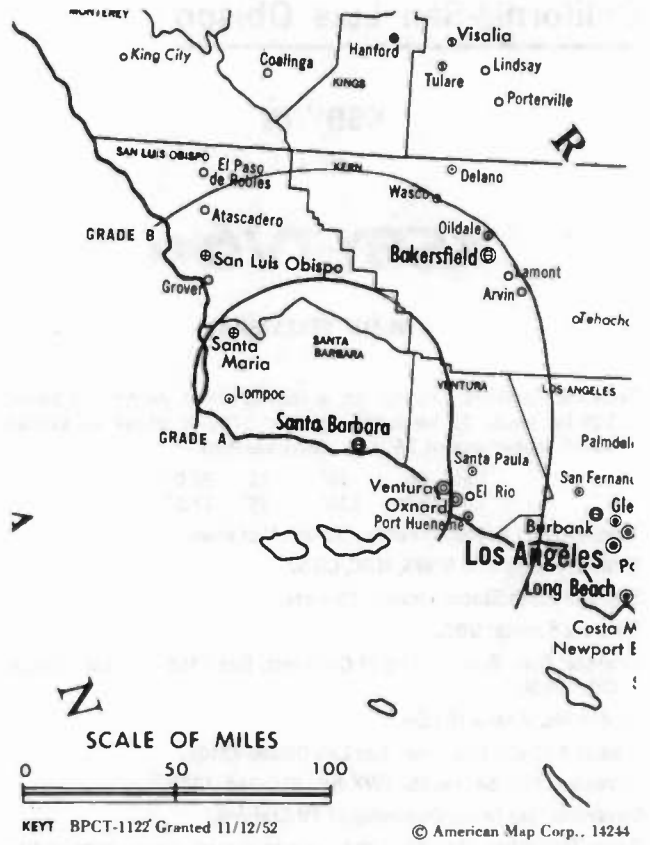 MONTEREY
King City
Coalinga
Hanford
Visalia
Tulare
Lindsay
KINGS
Porterville
R
SAN LUIS OBISPO
El Paso
de Robles
KERN
Delano
Wasco
Atascadero
GRADE B
Oildale
San Luis Obispo
Bakersfield
Grover
Lamont
Arvin
Tehacha
Santa
Maria
SANTA
BARBARA
VENTURA
LOS ANGELES
Lompoc
GRADE A
Santa Barbara
Palmdale
Santa Paula
San Fernand
Ventura
El Rio
Oxnard
Port Hueneme
Burbank
Gle
Los Angeles
Po
Long Beach
Costa M
Newport B
N
SCALE OF MILES
0 50 100
KEYT BPCT-1122 Granted 11/12/52
© American Map Corp., 14244